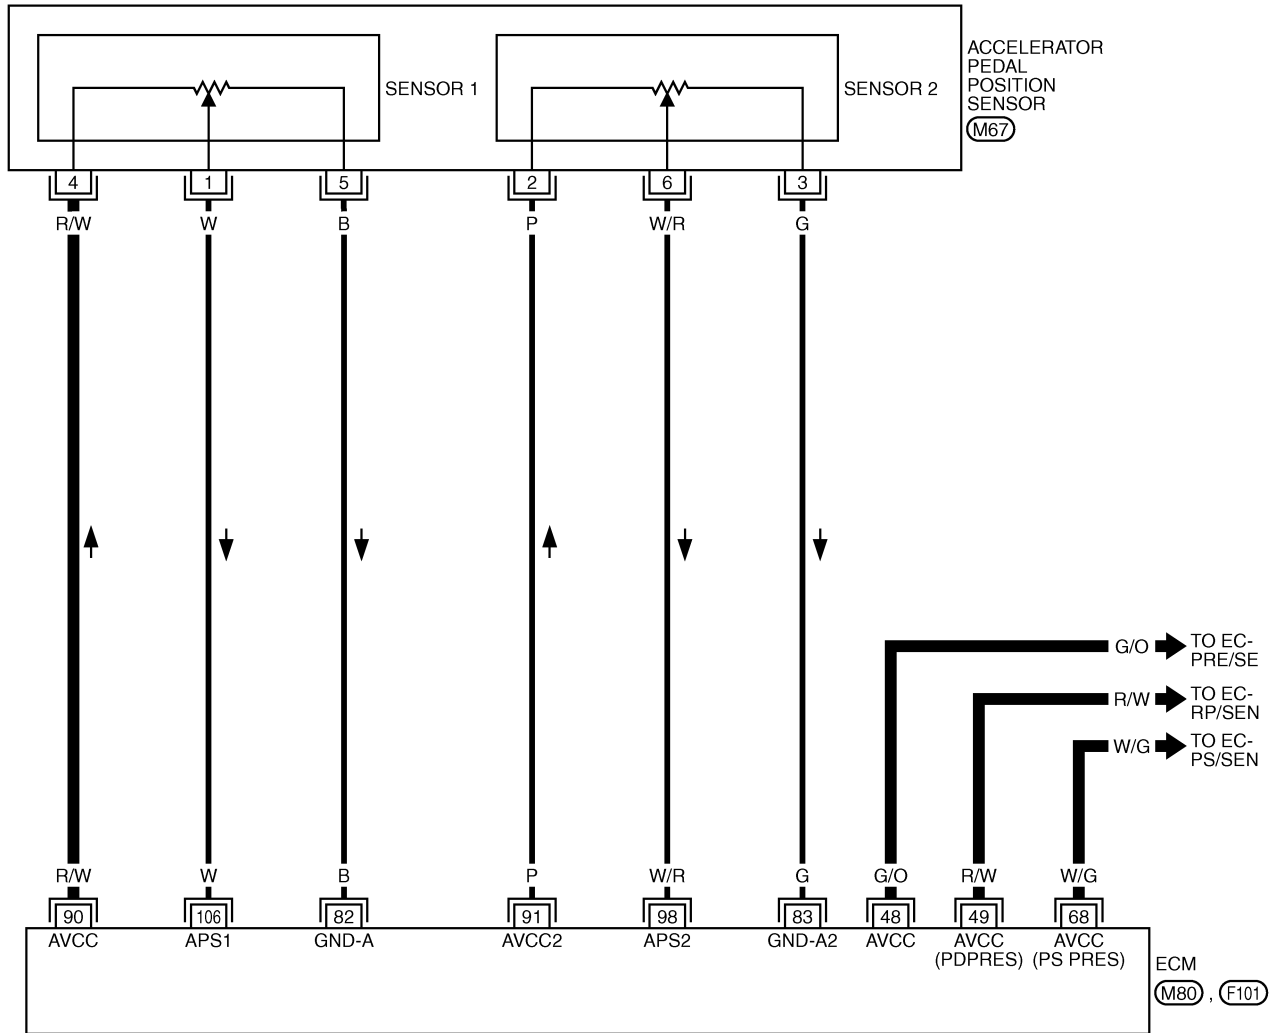 ACCELERATOR
PEDAL
POSITION
SENSOR
M67
SENSOR 1
SENSOR 2
4 1 5 2 6 3
R/W W B P W/R G
G/O TO EC-
PRE/SE
R/W TO EC-
RP/SEN
W/G TO EC-
PS/SEN
R/W W B P W/R G G/O R/W W/G
90 106 82 91 98 83 48 49 68
AVCC APS1 GND-A AVCC2 APS2 GND-A2 AVCC AVCC AVCC
(PDPRES) (PS PRES)
ECM
M80 , F101